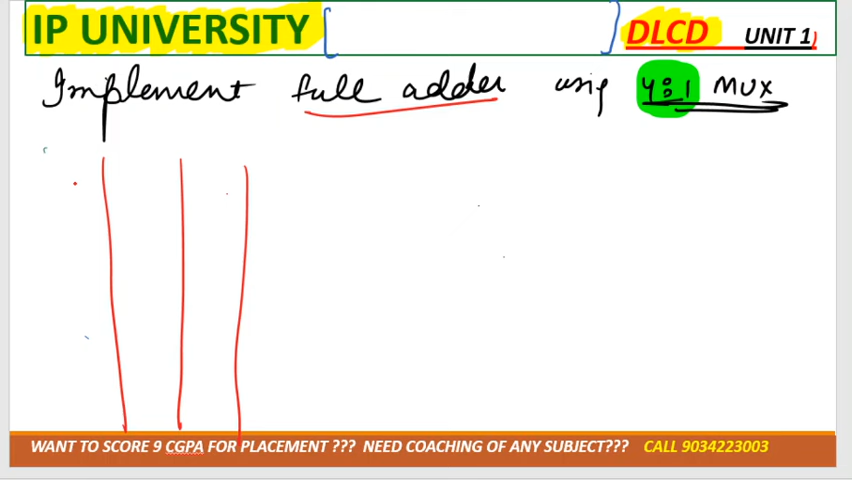 IP UNIVERSITY DLCD UNIT 1)
Implement full adder using 4:1 MUX
WANT TO SCORE 9 CGPA FOR PLACEMENT ??? NEED COACHING OF ANY SUBJECT??? CALL 9034223003